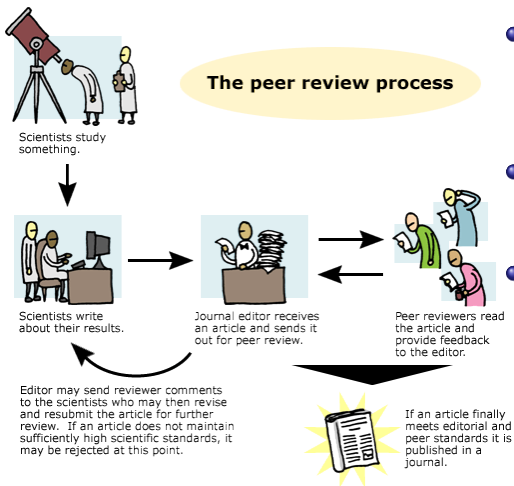 The peer review process
Scientists study
something.
Scientists write
about their results.
Journal editor receives
an article and sends it
out for peer review.
Peer reviewers read
the article and
provide feedback
to the editor.
Editor may send reviewer comments
to the scientists who may then revise
and resubmit the article for further
review.  If an article does not maintain
sufficiently high scientific standards, it
may be rejected at this point.
If an article finally
meets editorial and
peer standards it is
published in a
journal.